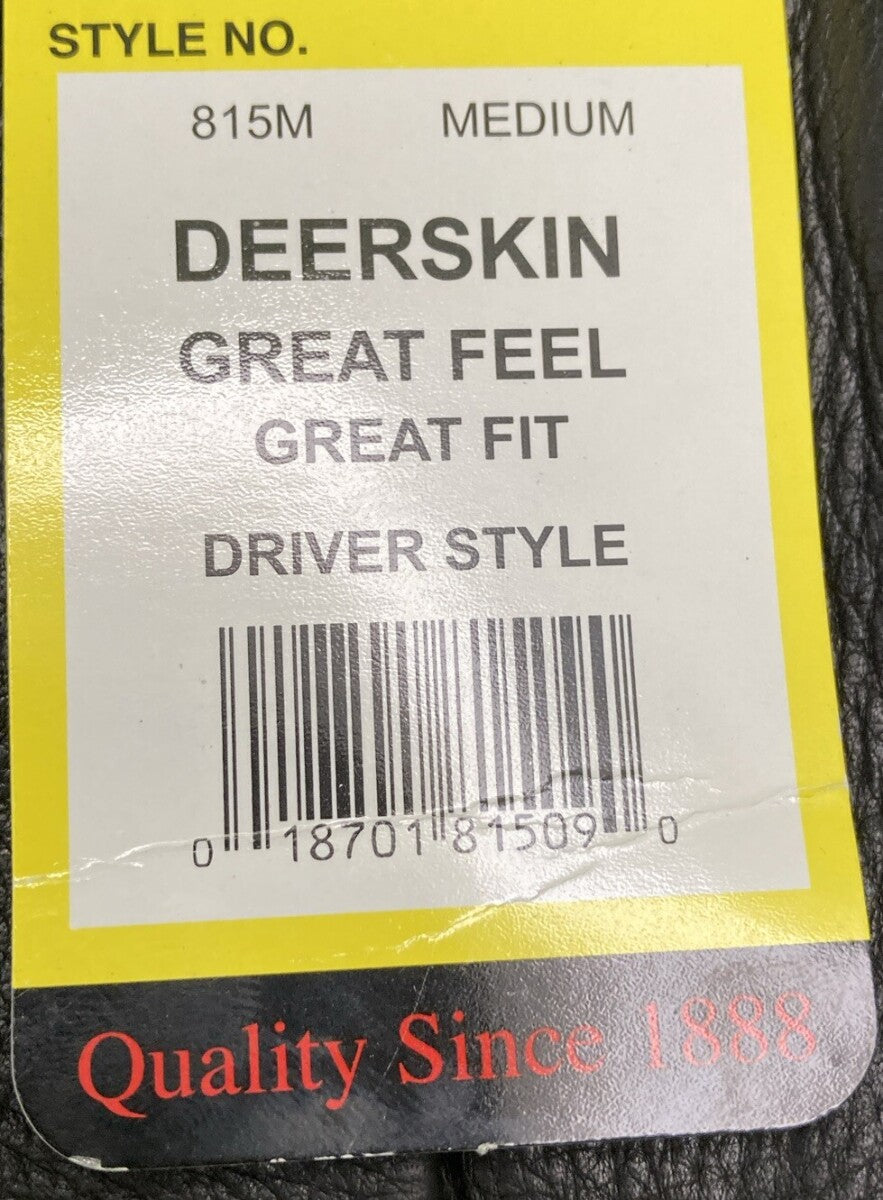 STYLE NO.
815M MEDIUM
DEERSKIN
GREAT FEEL
GREAT FIT
DRIVER STYLE
0 18701 81509 0
Quality Since 1888